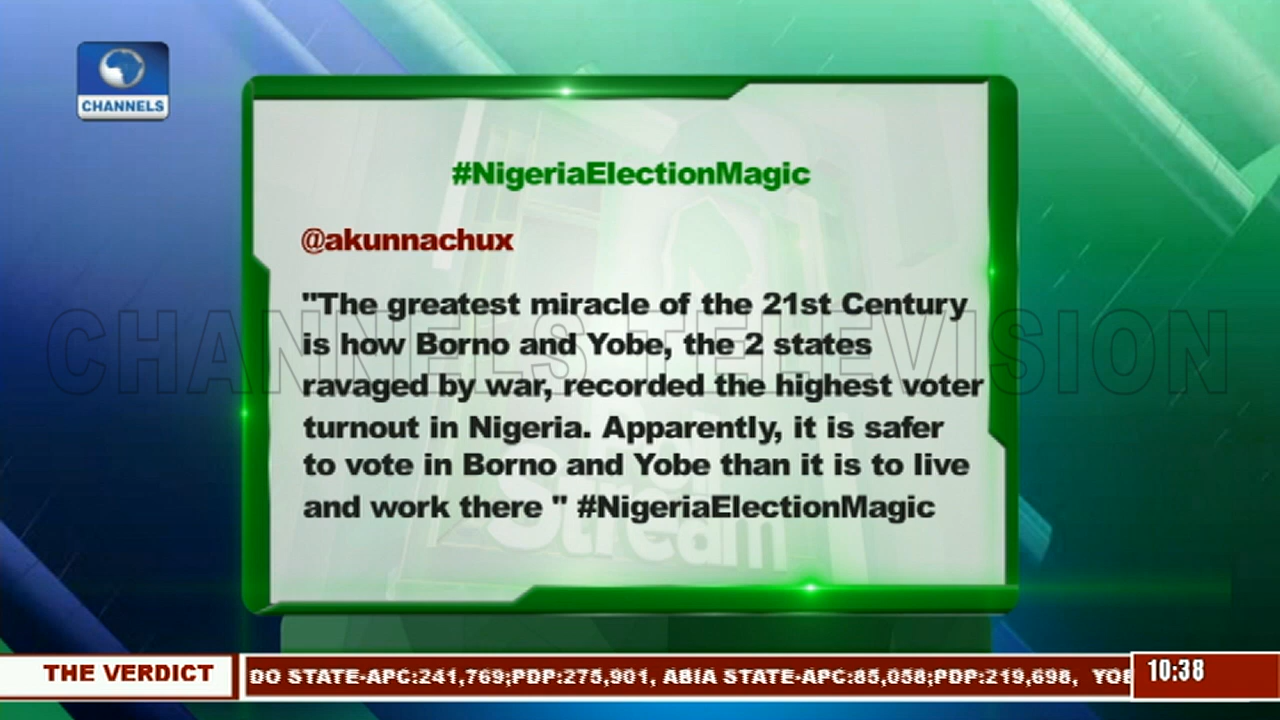 CHANNELS
#NigeriaElectionMagic
@akunnachux
"The greatest miracle of the 21st Century
is how Borno and Yobe, the 2 states
ravaged by war, recorded the highest voter
turnout in Nigeria. Apparently, it is safer
to vote in Borno and Yobe than it is to live
and work there " #NigeriaElectionMagic
CHANNELS TELEVISION
Stream
THE VERDICT
DO STATE-APC:241,769;PDP:275,901, ABIA STATE-APC:85,058;PDP:219,698,
10:38